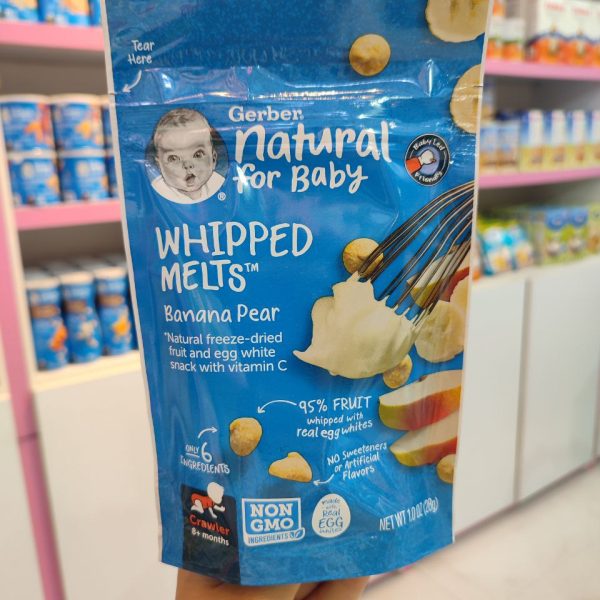 Tear
Here
Gerber
natural
for Baby
Baby Led
Friendly
WHIPPED
MELTS™
Banana Pear
*Natural freeze-dried
fruit and egg white
snack with vitamin C
95% FRUIT
whipped with
real egg whites
ONLY 6
INGREDIENTS
NO Sweeteners
or Artificial
Flavors
Crawler
8+ months
NON
GMO
INGREDIENTS
made
with
Real
EGG
whites
NET WT 1.0 OZ (28g)